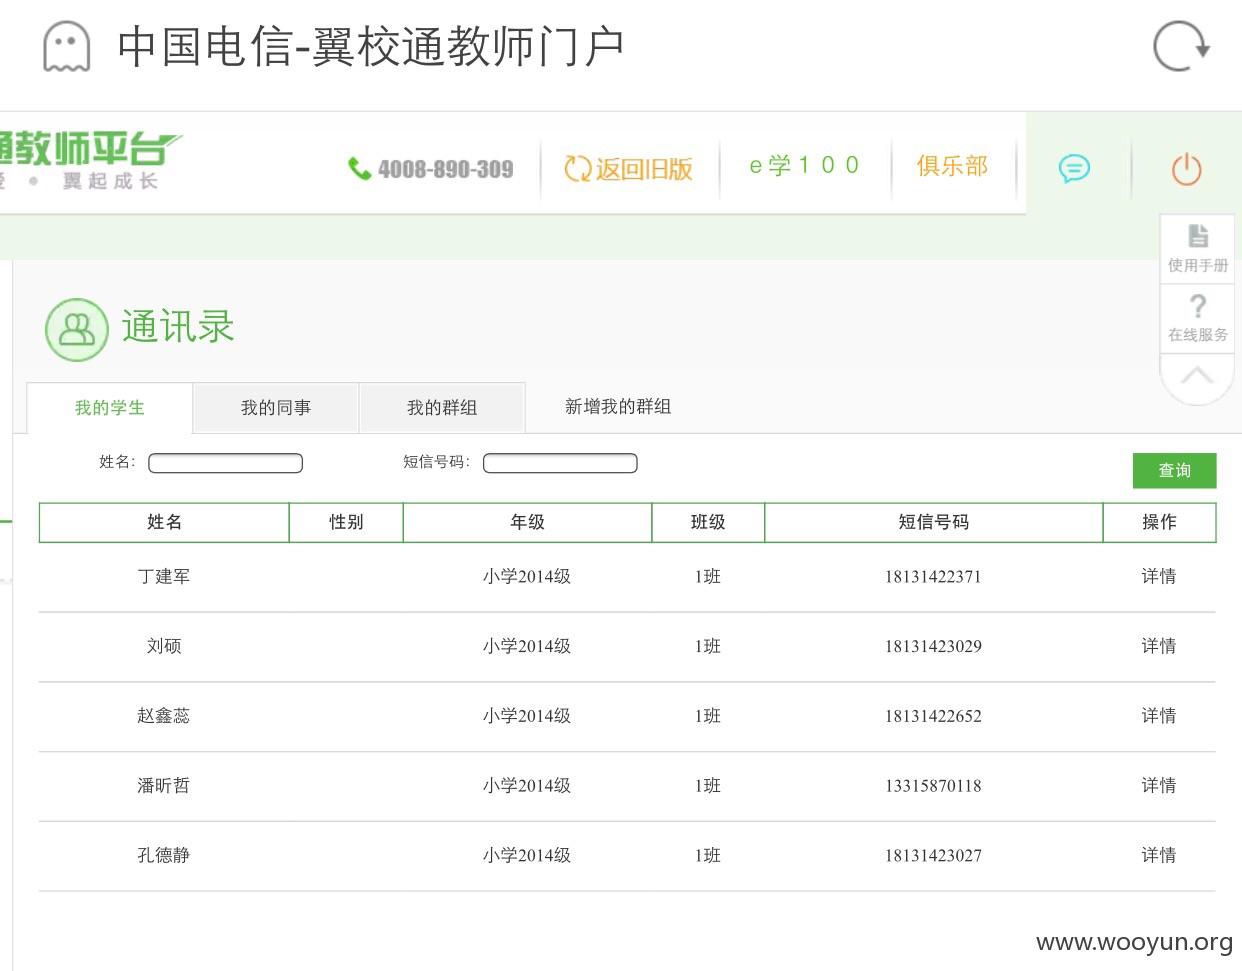 中国电信-翼校通教师门户
通教师平台
爱 • 翼起成长
4008-890-309
返回旧版
e学100
俱乐部
使用手册
在线服务
通讯录
我的学生 我的同事 我的群组 新增我的群组
姓名: 短信号码: 查询
姓名 性别 年级 班级 短信号码 操作
丁建军 小学2014级 1班 18131422371 详情
刘硕 小学2014级 1班 18131423029 详情
赵鑫蕊 小学2014级 1班 18131422652 详情
潘昕哲 小学2014级 1班 13315870118 详情
孔德静 小学2014级 1班 18131423027 详情
www.wooyun.org